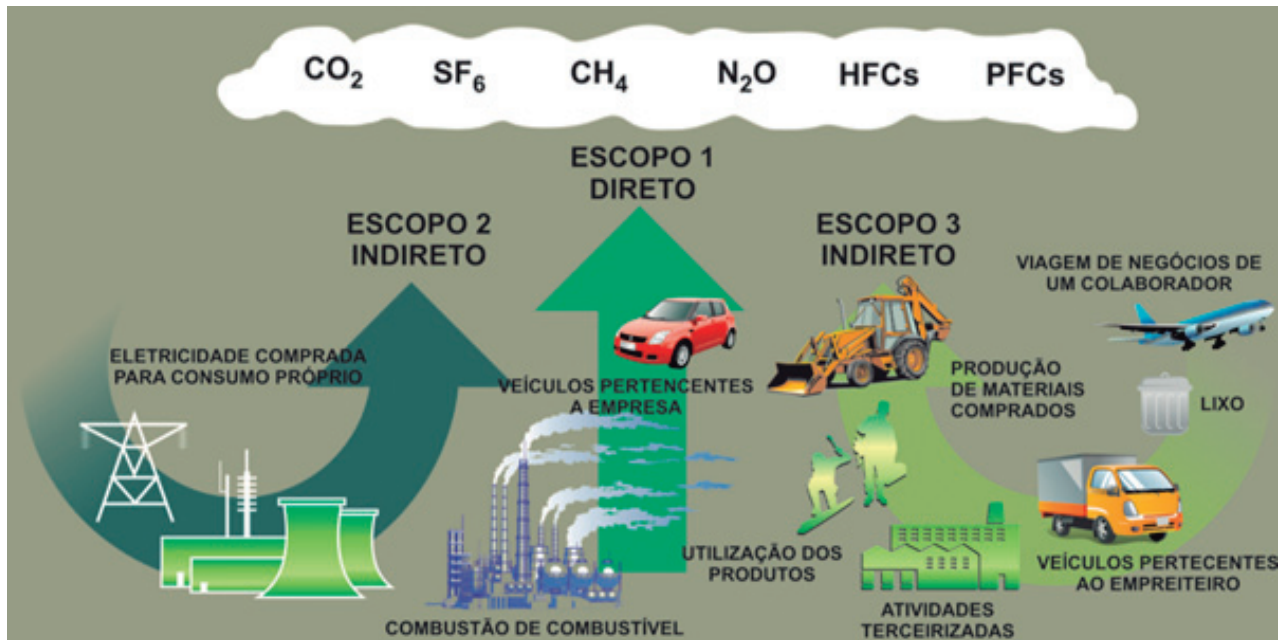 CO₂ SF₆ CH₄ N₂O HFCs PFCs
ESCOPO 1
DIRETO
ESCOPO 2
INDIRETO
ESCOPO 3
INDIRETO
VIAGEM DE NEGÓCIOS DE
UM COLABORADOR
ELETRICIDADE COMPRADA
PARA CONSUMO PRÓPRIO
VEÍCULOS PERTENCENTES
A EMPRESA
PRODUÇÃO
DE MATERIAIS
COMPRADOS
LIXO
UTILIZAÇÃO DOS
PRODUTOS
VEÍCULOS PERTECENTES
AO EMPREITEIRO
COMBUSTÃO DE COMBUSTÍVEL
ATIVIDADES
TERCEIRIZADAS